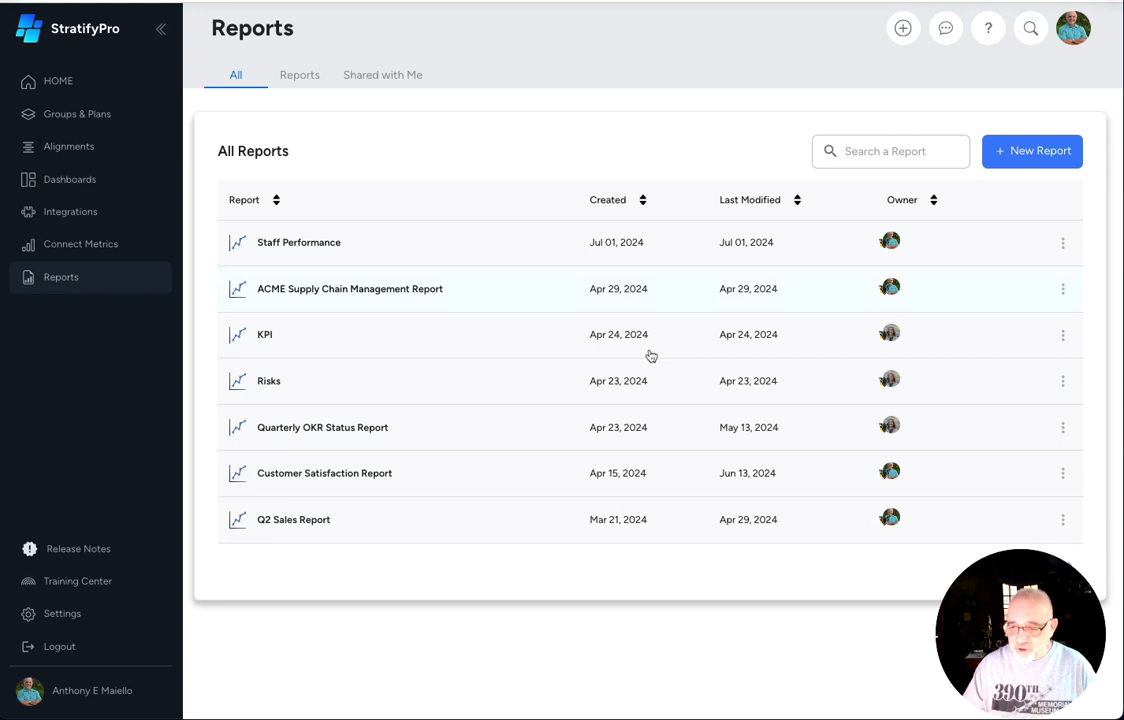 StratifyPro
Reports
HOME
Groups & Plans
Alignments
Dashboards
Integrations
Connect Metrics
Reports
Release Notes
Training Center
Settings
Logout
Anthony E Maiello
?
All Reports Shared with Me
All Reports
Search a Report
+ New Report
Report Created Last Modified Owner
Staff Performance Jul 01, 2024 Jul 01, 2024
ACME Supply Chain Management Report Apr 29, 2024 Apr 29, 2024
KPI Apr 24, 2024 Apr 24, 2024
Risks Apr 23, 2024 Apr 23, 2024
Quarterly OKR Status Report Apr 23, 2024 May 13, 2024
Customer Satisfaction Report Apr 15, 2024 Jun 13, 2024
Q2 Sales Report Mar 21, 2024 Apr 29, 2024
390TH
MEMORIAL
MUSEUM